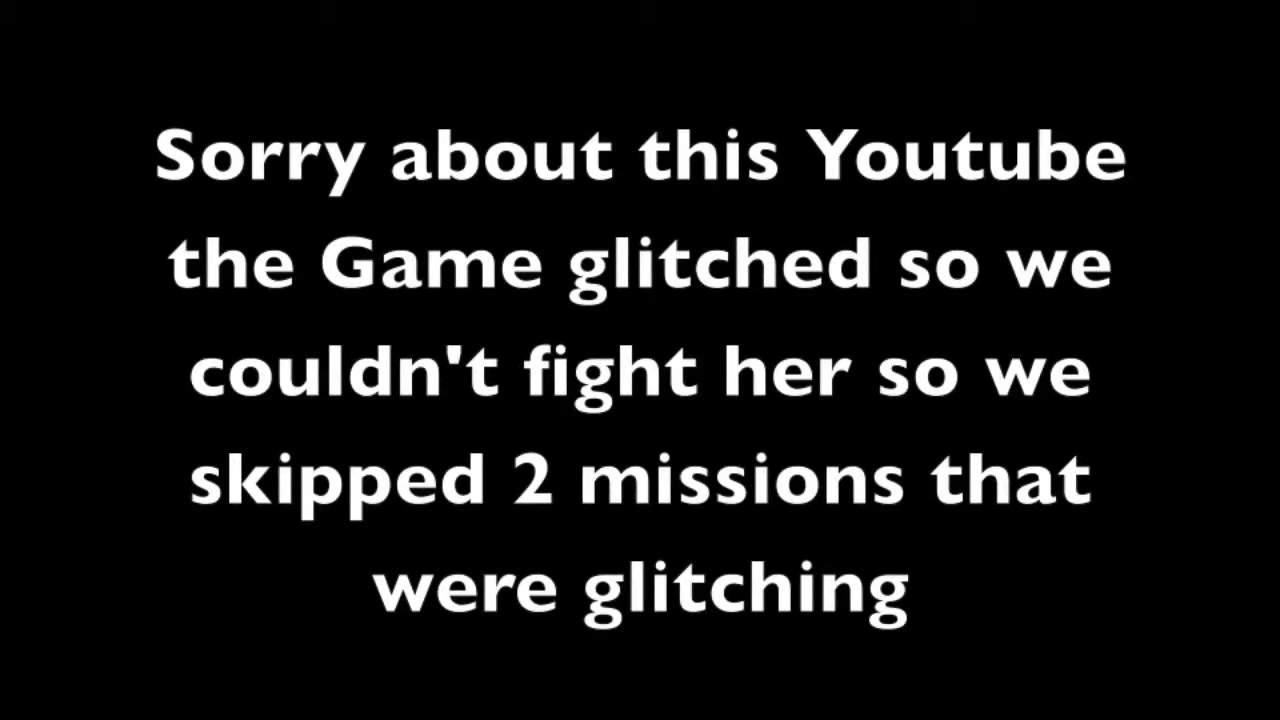 Sorry about this Youtube
the Game glitched so we
couldn't fight her so we
skipped 2 missions that
were glitching